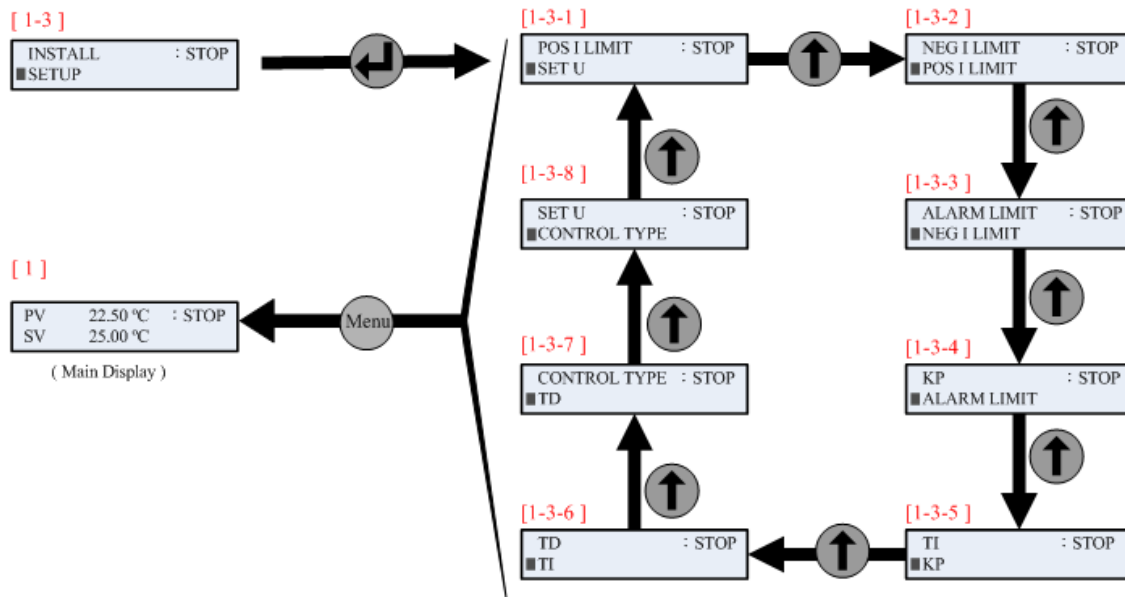 [ 1-3 ]
INSTALL : STOP
■SETUP
[1-3-1 ]
POS I LIMIT : STOP
■SET U
[1-3-2 ]
NEG I LIMIT : STOP
■POS I LIMIT
[1-3-8 ]
SET U : STOP
■CONTROL TYPE
[1-3-3 ]
ALARM LIMIT : STOP
■NEG I LIMIT
[ 1 ]
PV 22.50 ºC : STOP
SV 25.00 ºC
( Main Display )
Menu
[1-3-7 ]
CONTROL TYPE : STOP
■TD
[1-3-4 ]
KP : STOP
■ALARM LIMIT
[1-3-6 ]
TD : STOP
■TI
[1-3-5 ]
TI : STOP
■KP